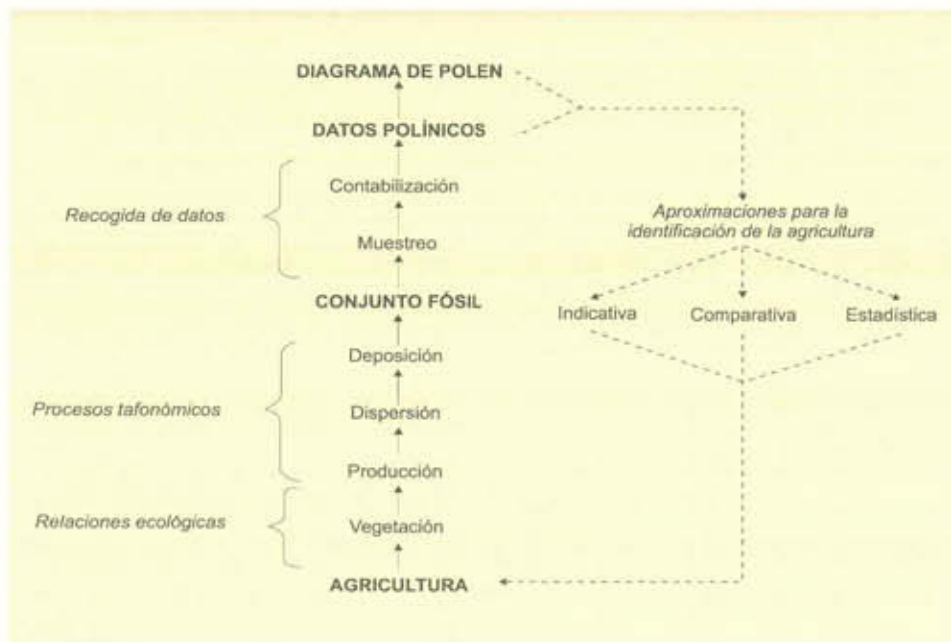 DIAGRAMA DE POLEN
DATOS POLÍNICOS
Contabilización
Recogida de datos
Muestreo
CONJUNTO FÓSIL
Deposición
Procesos tafonómicos
Dispersión
Producción
Relaciones ecológicas
Vegetación
AGRICULTURA
Aproximaciones para la
identificación de la agricultura
Indicativa
Comparativa
Estadística